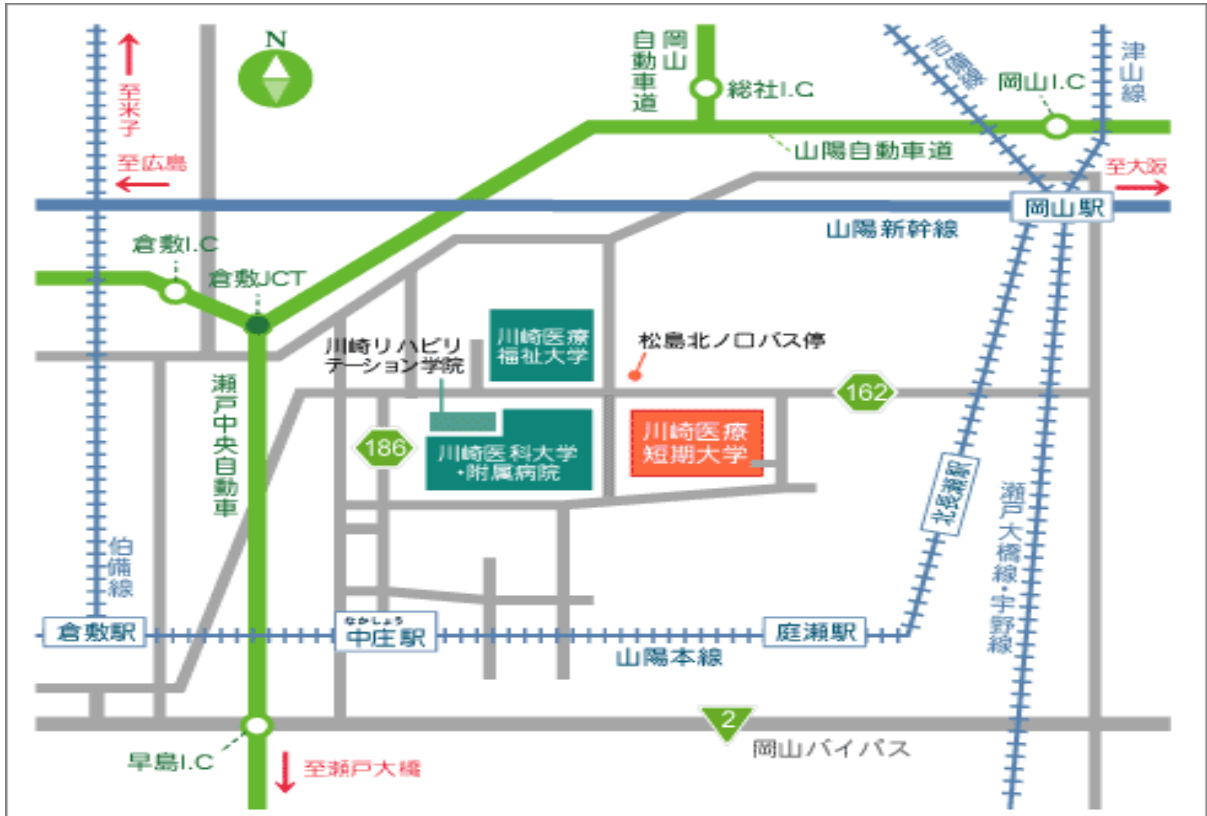 N
至米子
至広島
岡山
自動車道
総社I.C
吉備線
岡山I.C
津山線
山陽自動車道
至大阪
岡山駅
山陽新幹線
倉敷I.C
倉敷JCT
川崎リハビリ
テーション学院
川崎医療
福祉大学
松島北ノ口バス停
162
瀬戸中央自動車
186
川崎医科大学
・附属病院
川崎医療
短期大学
北長瀬駅
瀬戸大橋線・宇野線
伯備線
倉敷駅
なかしょう
中庄駅
庭瀬駅
山陽本線
2
岡山バイパス
早島I.C
至瀬戸大橋